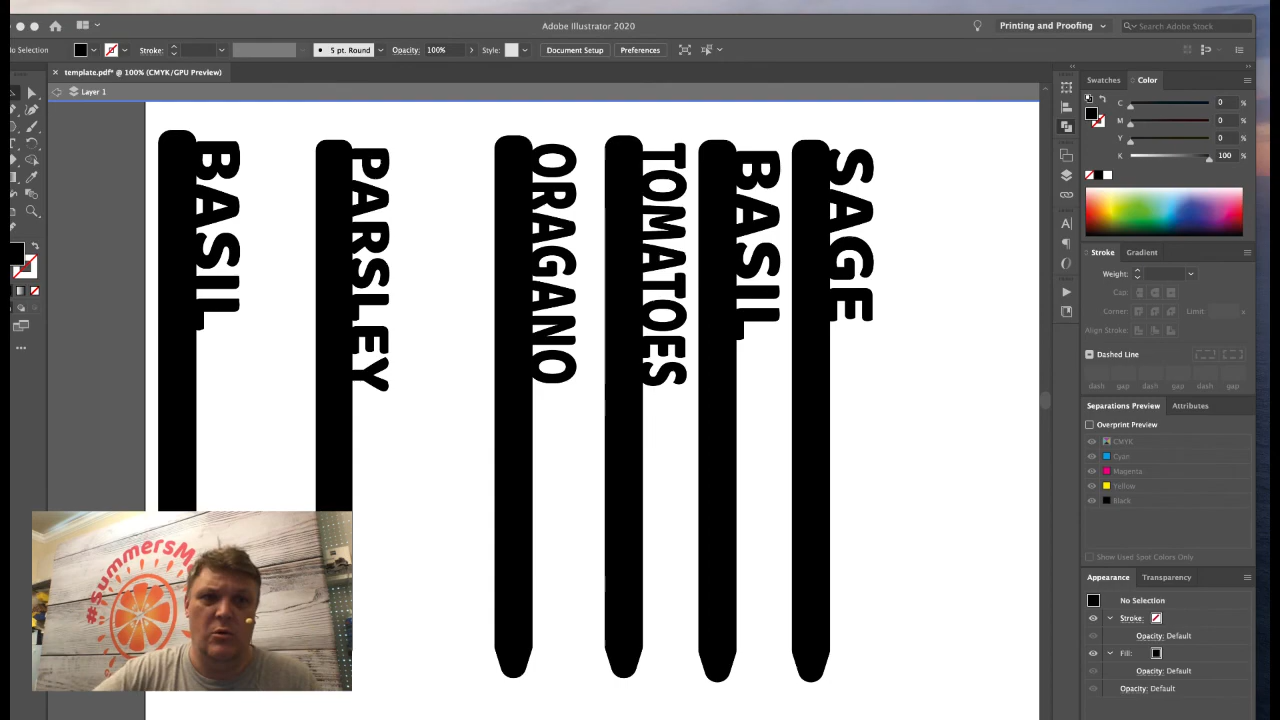 Adobe Illustrator 2020
Printing and Proofing
Search Adobe Stock
No Selection
Stroke:
5 pt. Round
Opacity: 100%
Style:
Document Setup
Preferences
template.pdf* @ 100% (CMYK/GPU Preview)
Layer 1
BASIL
PARSLEY
ORAGANO
TOMATOES
BASIL
SAGE
#SummersMa
Swatches
Color
C 0 %
M 0 %
Y 0 %
K 100 %
Stroke
Gradient
Weight:
Cap:
Corner:
Limit:
Align Stroke:
Dashed Line
dash gap dash gap dash gap
Separations Preview
Attributes
Overprint Preview
CMYK
Cyan
Magenta
Yellow
Black
Show Used Spot Colors Only
Appearance
Transparency
No Selection
Stroke:
Opacity: Default
Fill:
Opacity: Default
Opacity: Default